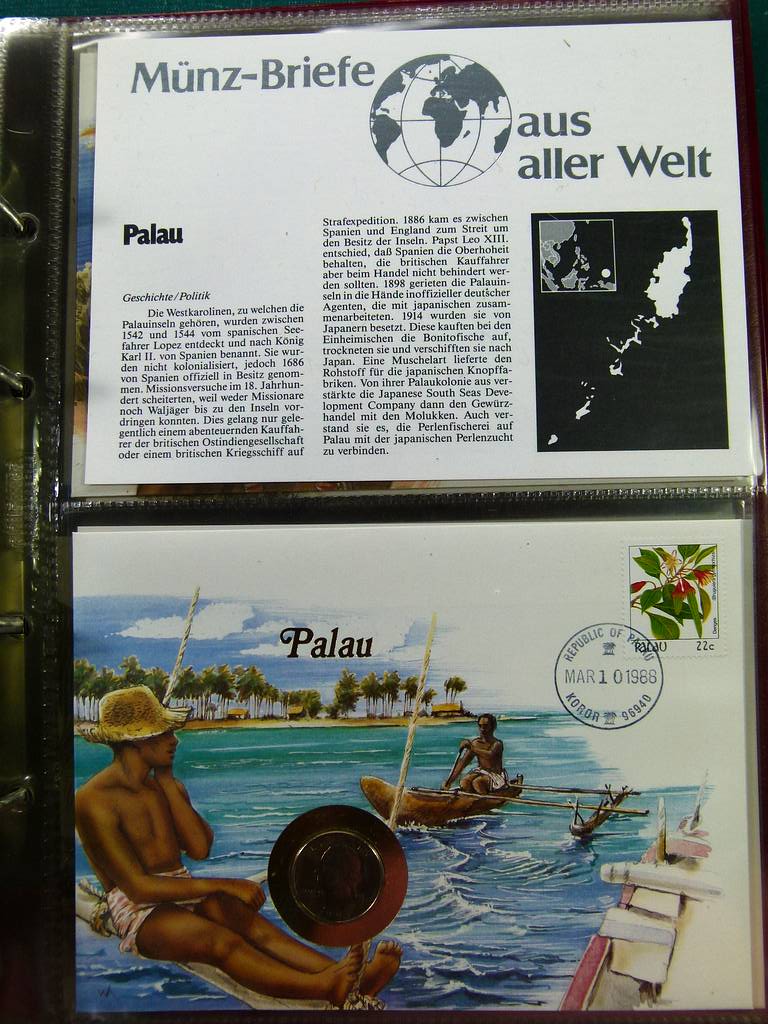 Münz-Briefe
aus
aller Welt
Palau
Geschichte/Politik
Die Westkarolinen, zu welchen die
Palauinseln gehören, wurden zwischen
1542 und 1544 vom spanischen See-
fahrer Lopez entdeckt und nach König
Karl II. von Spanien benannt. Sie wur-
den nicht kolonialisiert, jedoch 1686
von Spanien offiziell in Besitz genom-
men. Missionsversuche im 18. Jahrhun-
dert scheiterten, weil weder Missionare
noch Waljäger bis zu den Inseln vor-
dringen konnten. Dies gelang nur gele-
gentlich einem abenteuernden Kauffah-
rer der britischen Ostindiengesellschaft
oder einem britischen Kriegsschiff auf
Strafexpedition. 1886 kam es zwischen
Spanien und England zum Streit um
den Besitz der Inseln. Papst Leo XIII.
entschied, daß Spanien die Oberhoheit
behalten, die britischen Kauffahrer
aber beim Handel nicht behindert wer-
den sollten. 1898 gerieten die Palauin-
seln in die Hände inoffizieller deutscher
Agenten, die mit japanischen zusam-
menarbeiteten. 1914 wurden sie von
Japanern besetzt. Diese kauften bei den
Einheimischen die Bonitofische auf,
trockneten sie und verschifften sie nach
Japan. Eine Muschelart lieferte den
Rohstoff für die japanischen Knopffa-
briken. Von ihrer Palaukolonie aus ver-
stärkte die Japanese South Seas Deve-
lopment Company dann den Gewürz-
handel mit den Molukken. Auch ver-
stand sie es, die Perlenfischerei auf
Palau mit der japanischen Perlenzucht
zu verbinden.
Palau
PALAU 22c
REPUBLIC OF PALAU
MAR 10 1988
KOROR 96940